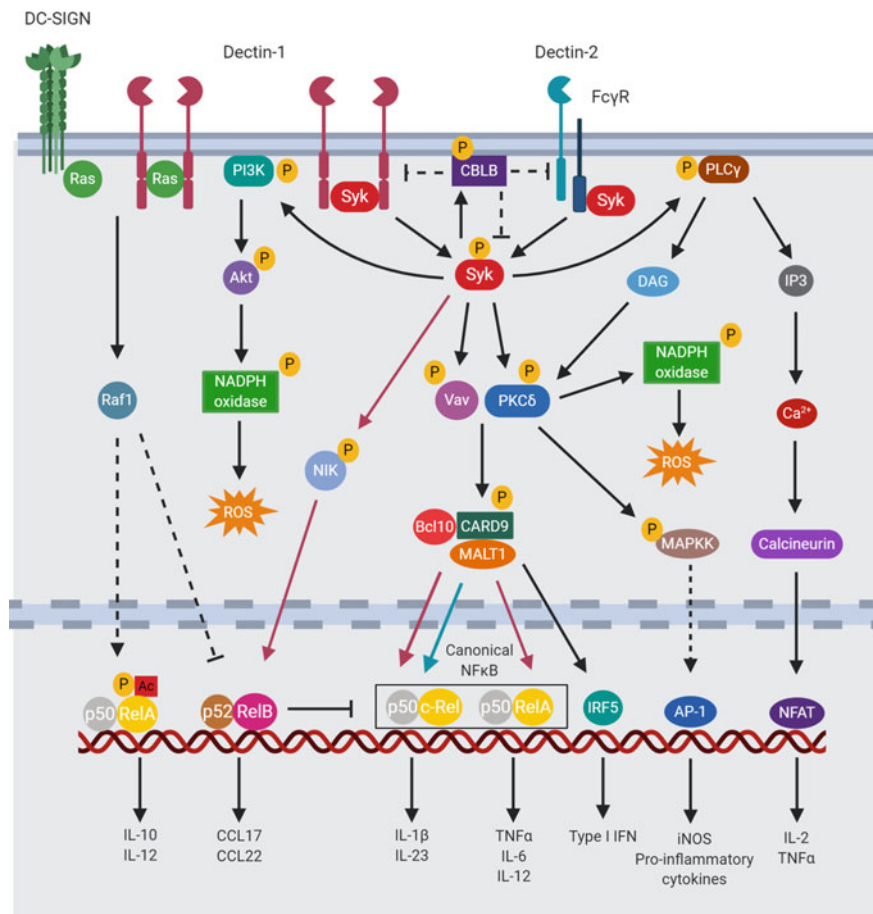 DC-SIGN
Dectin-1
Dectin-2
FcγR
Ras
Ras
PI3K
P
Syk
P
CBLB
Syk
P
PLCγ
Akt
P
P
Syk
DAG
IP3
NADPH
oxidase
P
NADPH
oxidase
P
Raf1
P
Vav
P
PKCδ
Ca²⁺
ROS
NIK
P
ROS
Bcl10
CARD9
P
MALT1
P
MAPKK
Calcineurin
Canonical
NFκB
P
Ac
p50
RelA
p52
RelB
p50
c-Rel
p50
RelA
IRF5
AP-1
NFAT
IL-10
IL-12
CCL17
CCL22
IL-1β
IL-23
TNFα
IL-6
IL-12
Type I IFN
iNOS
Pro-inflammatory
cytokines
IL-2
TNFα